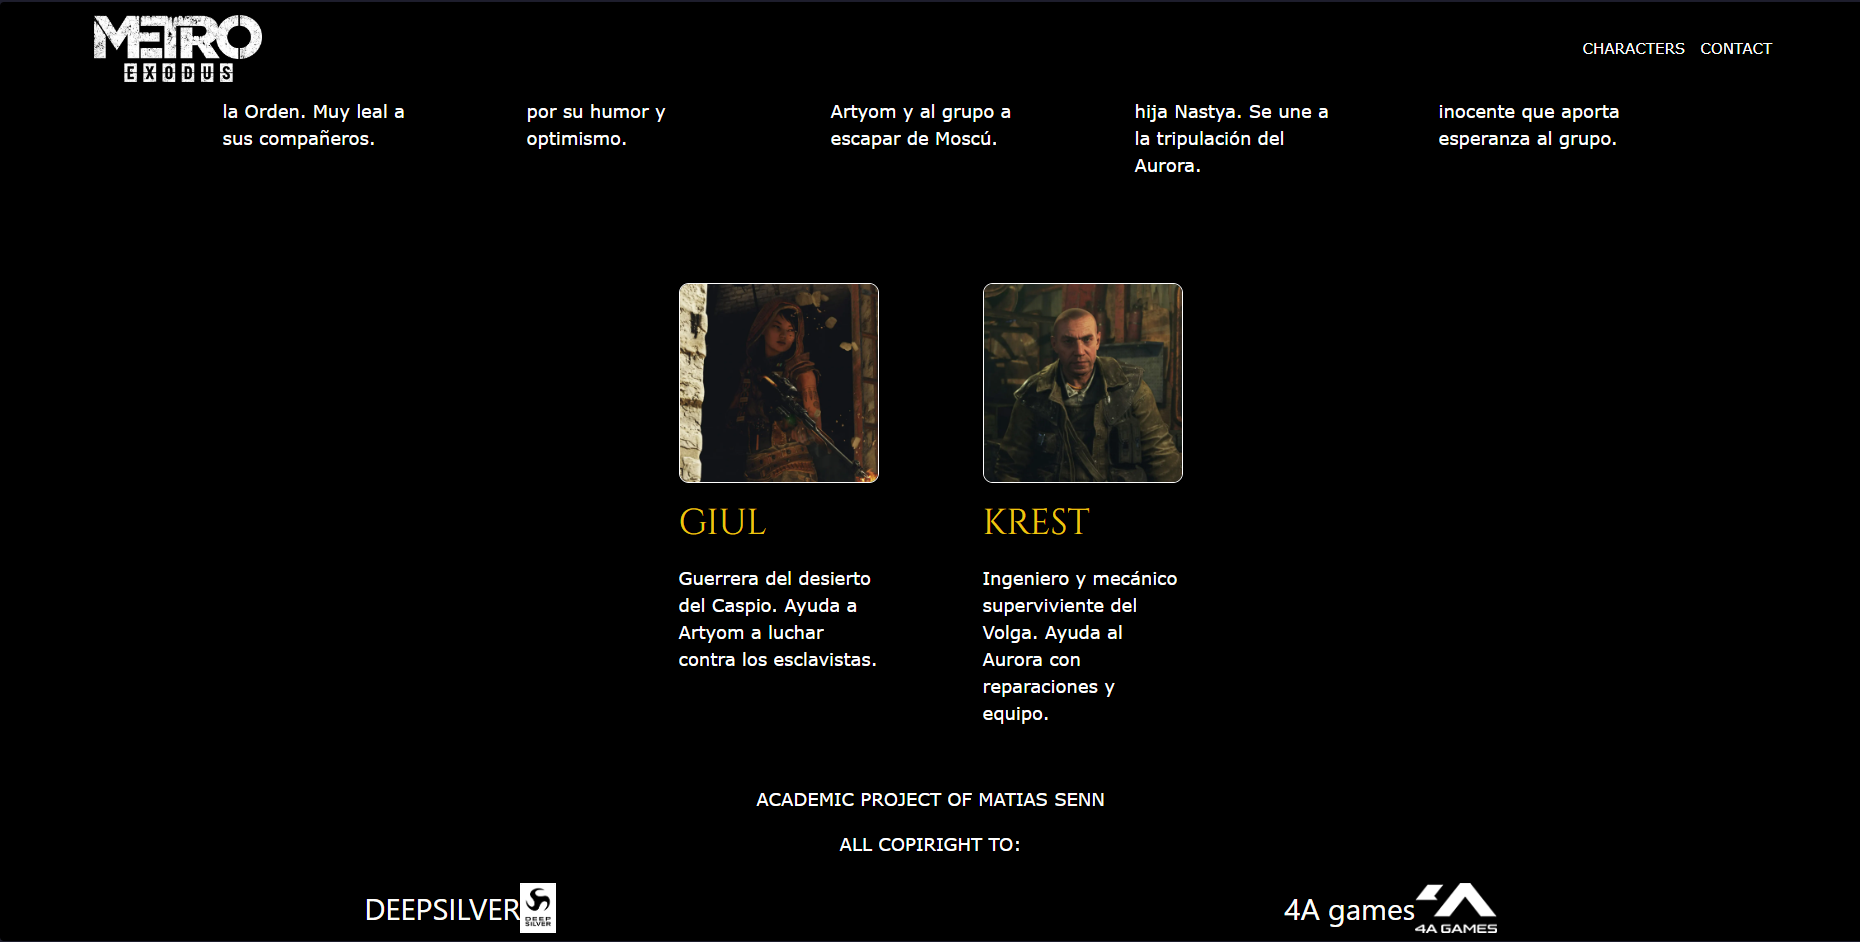 METRO
EXODUS
CHARACTERS CONTACT
la Orden. Muy leal a
sus compañeros.
por su humor y
optimismo.
Artyom y al grupo a
escapar de Moscú.
hija Nastya. Se une a
la tripulación del
Aurora.
inocente que aporta
esperanza al grupo.
GIUL
Guerrera del desierto
del Caspio. Ayuda a
Artyom a luchar
contra los esclavistas.
KREST
Ingeniero y mecánico
superviviente del
Volga. Ayuda al
Aurora con
reparaciones y
equipo.
ACADEMIC PROJECT OF MATIAS SENN
ALL COPIRIGHT TO:
DEEPSILVER
DEEP
SILVER
4A games
4A GAMES